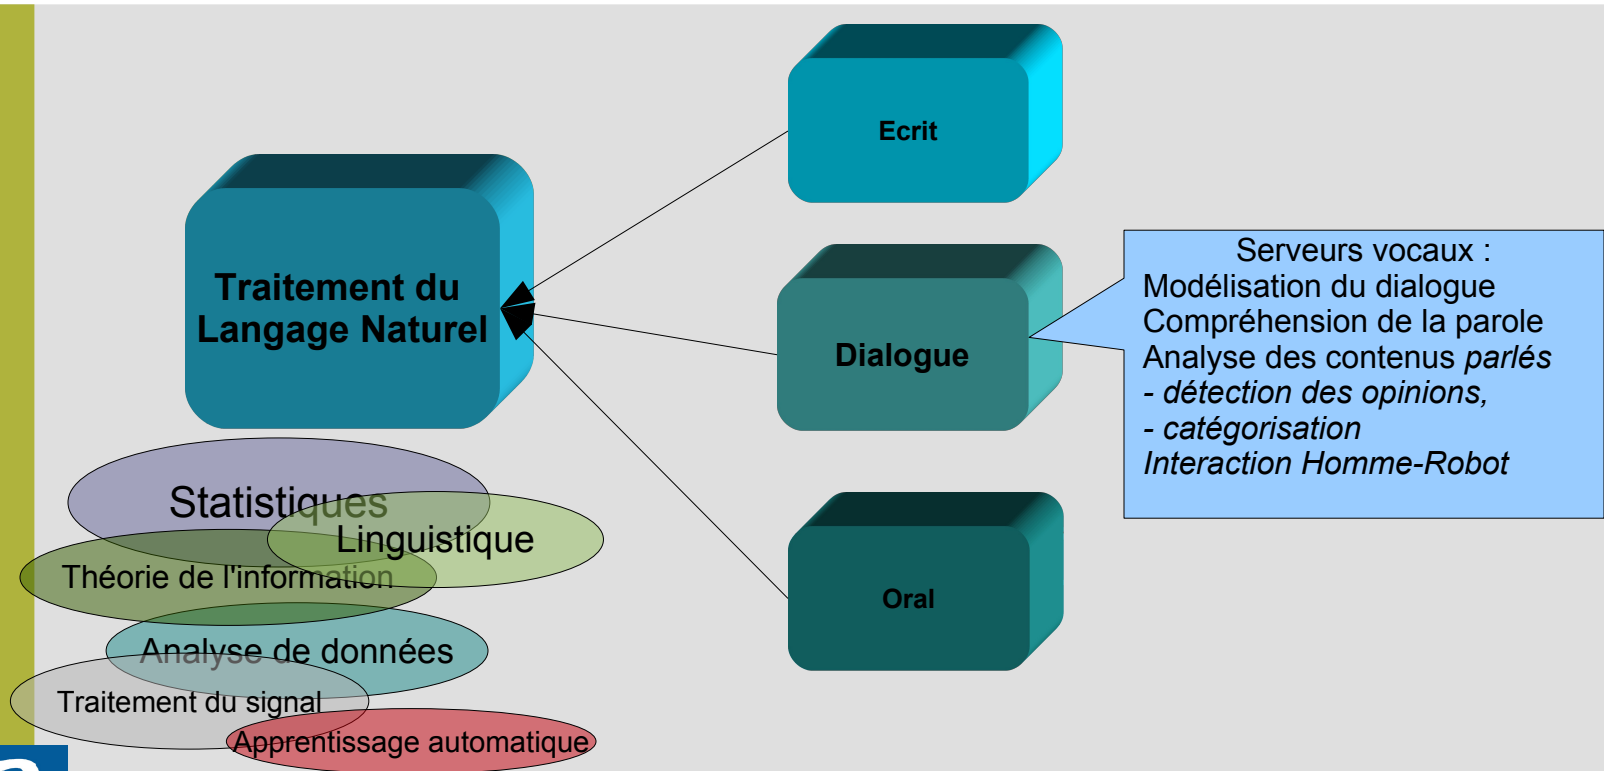 Ecrit
Traitement du
Langage Naturel
Dialogue
Serveurs vocaux :
Modélisation du dialogue
Compréhension de la parole
Analyse des contenus parlés
- détection des opinions,
- catégorisation
Interaction Homme-Robot
Oral
Statistiques
Linguistique
Théorie de l'information
Analyse de données
Traitement du signal
Apprentissage automatique